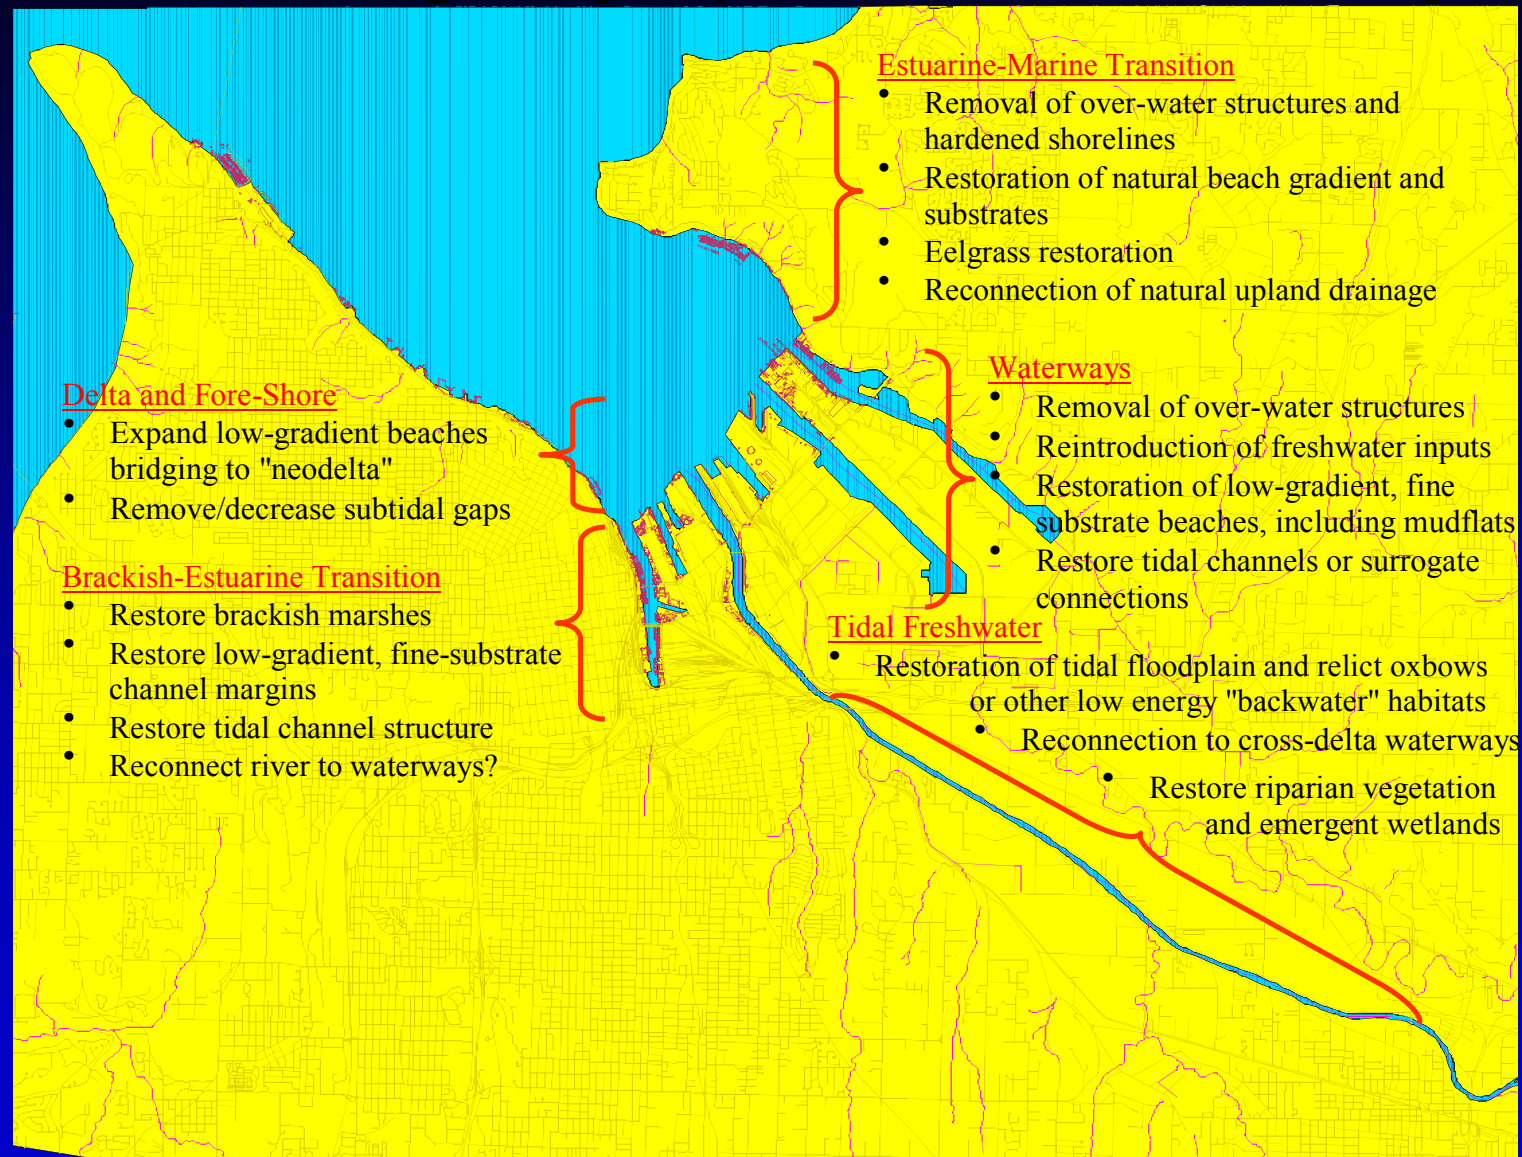 Estuarine-Marine Transition
• Removal of over-water structures and
hardened shorelines
• Restoration of natural beach gradient and
substrates
• Eelgrass restoration
• Reconnection of natural upland drainage
Waterways
• Removal of over-water structures
• Reintroduction of freshwater inputs
• Restoration of low-gradient, fine
substrate beaches, including mudflats
• Restore tidal channels or surrogate
connections
Delta and Fore-Shore
• Expand low-gradient beaches
bridging to "neodelta"
• Remove/decrease subtidal gaps
Brackish-Estuarine Transition
• Restore brackish marshes
• Restore low-gradient, fine-substrate
channel margins
• Restore tidal channel structure
• Reconnect river to waterways?
Tidal Freshwater
• Restoration of tidal floodplain and relict oxbows
or other low energy "backwater" habitats
• Reconnection to cross-delta waterways
• Restore riparian vegetation
and emergent wetlands